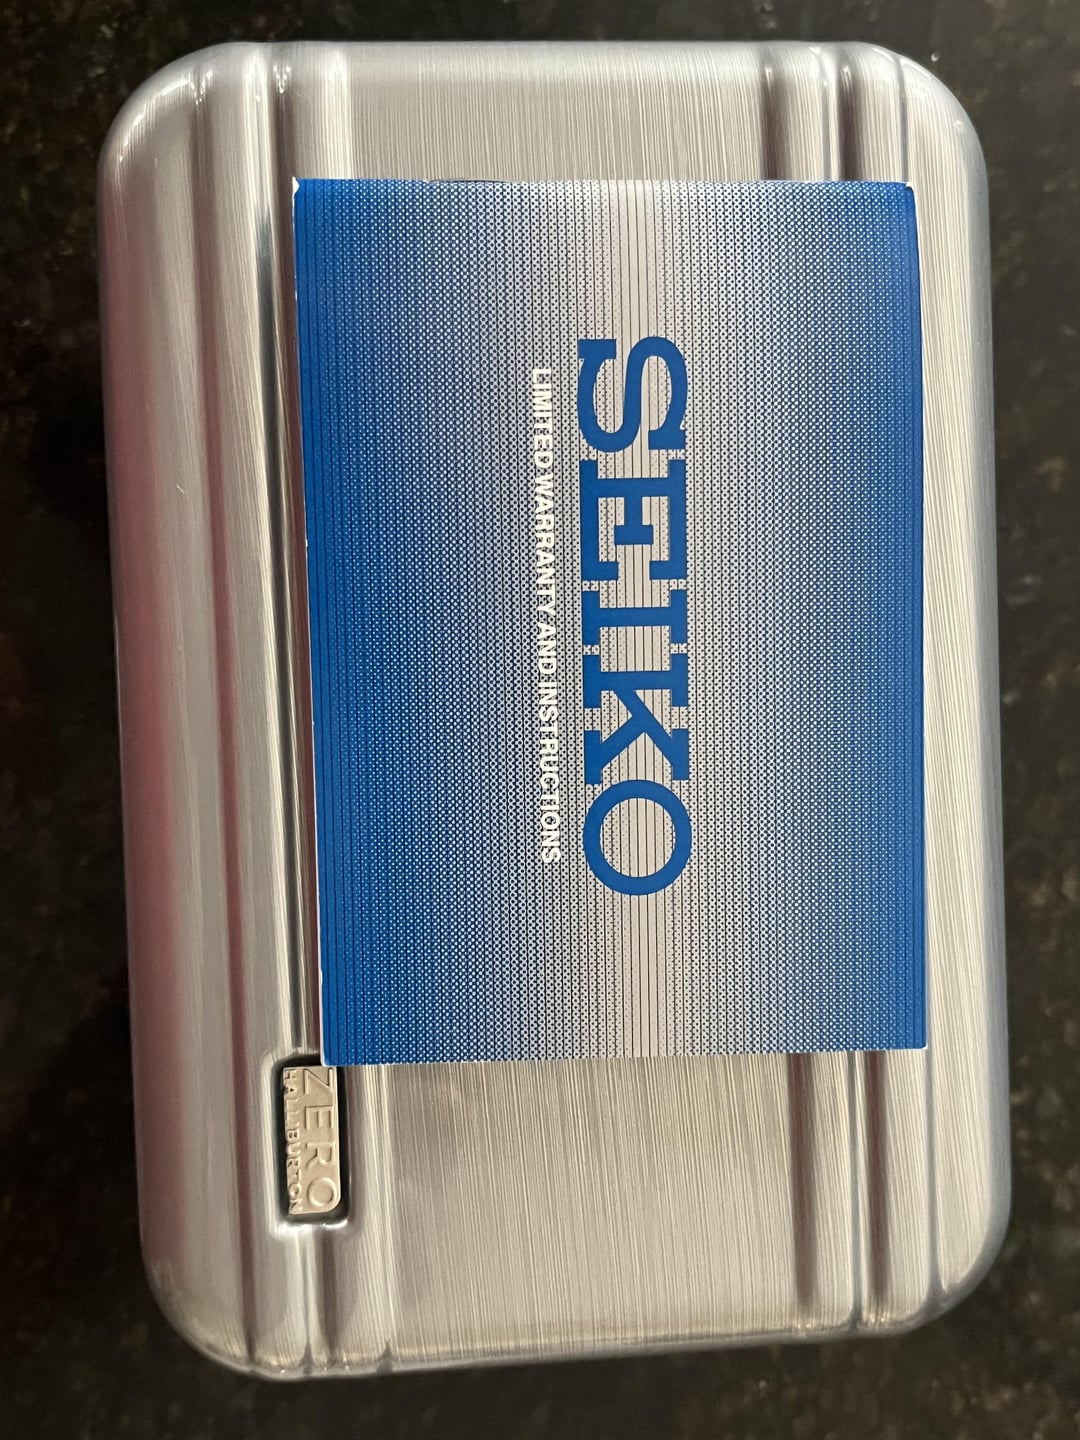 SEIKO
LIMITED WARRANTY AND INSTRUCTIONS
ZERO
HALLIBURTON